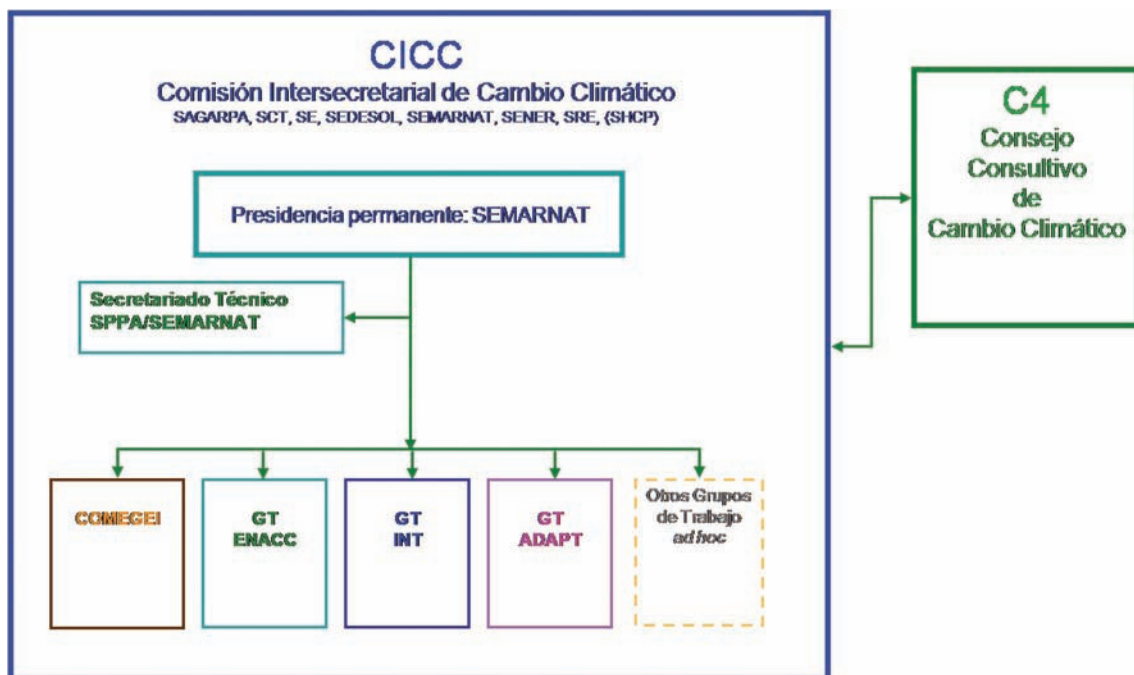 CICC
Comisión Intersecretarial de Cambio Climático
SAGARPA, SCT, SE, SEDESOL, SEMARNAT, SENER, SRE, (SHCP)
Presidencia permanente: SEMARNAT
Secretariado Técnico
SPPA/SEMARNAT
COMEGEI
GT
ENACC
GT
INT
GT
ADAPT
Otros Grupos
de Trabajo
ad hoc
C4
Consejo
Consultivo
de
Cambio Climático